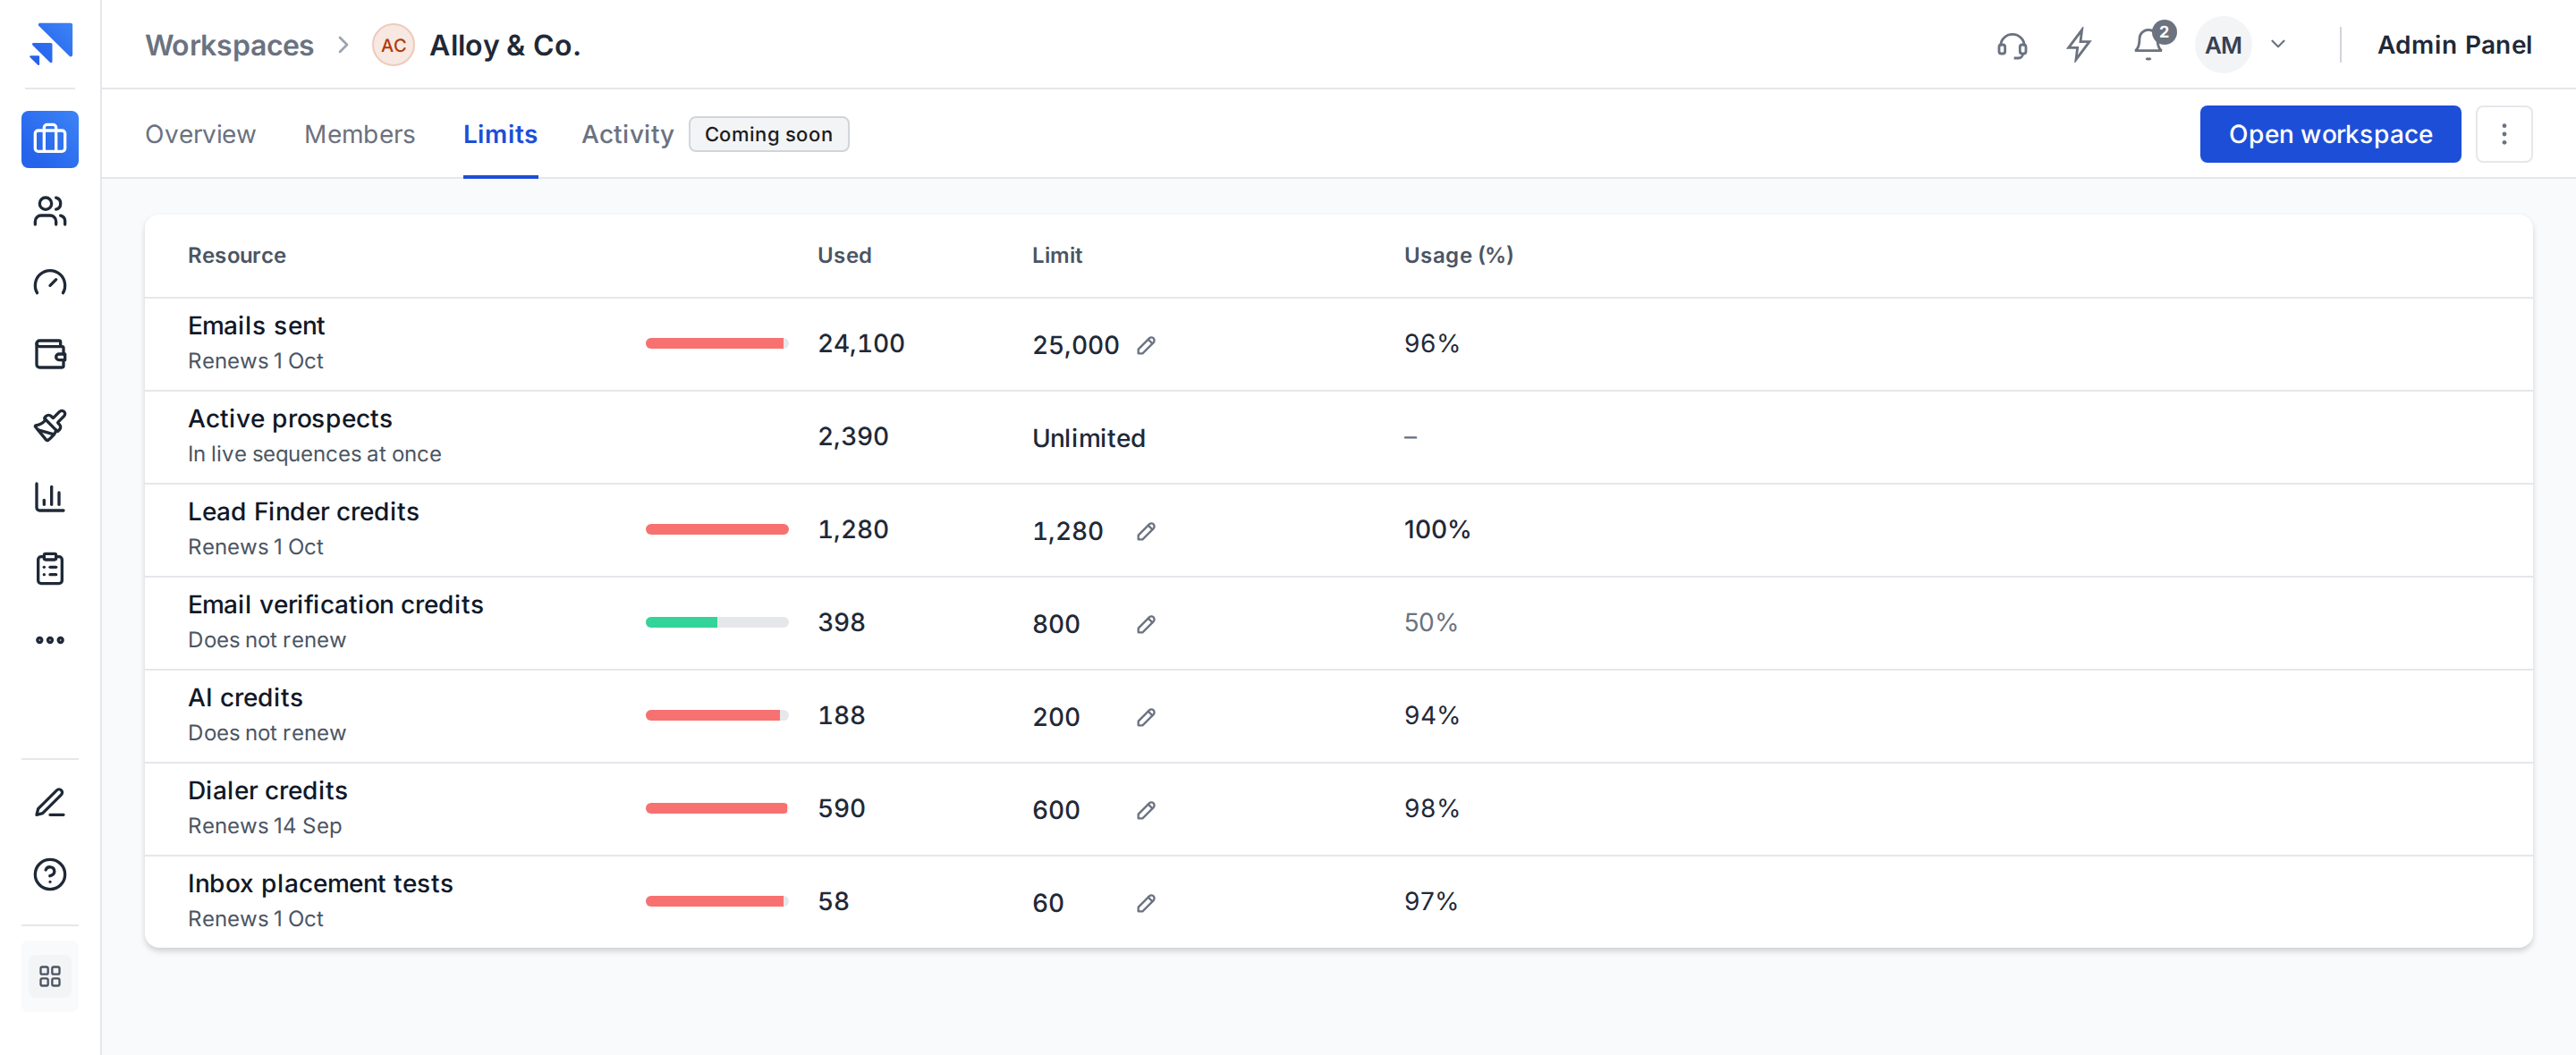 Workspaces
AC
Alloy & Co.
2
AM
Admin Panel
Overview
Members
Limits
Activity
Coming soon
Open workspace
Resource Used Limit Usage (%)
Emails sent
Renews 1 Oct
24,100 25,000 96%
Active prospects
In live sequences at once
2,390 Unlimited –
Lead Finder credits
Renews 1 Oct
1,280 1,280 100%
Email verification credits
Does not renew
398 800 50%
AI credits
Does not renew
188 200 94%
Dialer credits
Renews 14 Sep
590 600 98%
Inbox placement tests
Renews 1 Oct
58 60 97%